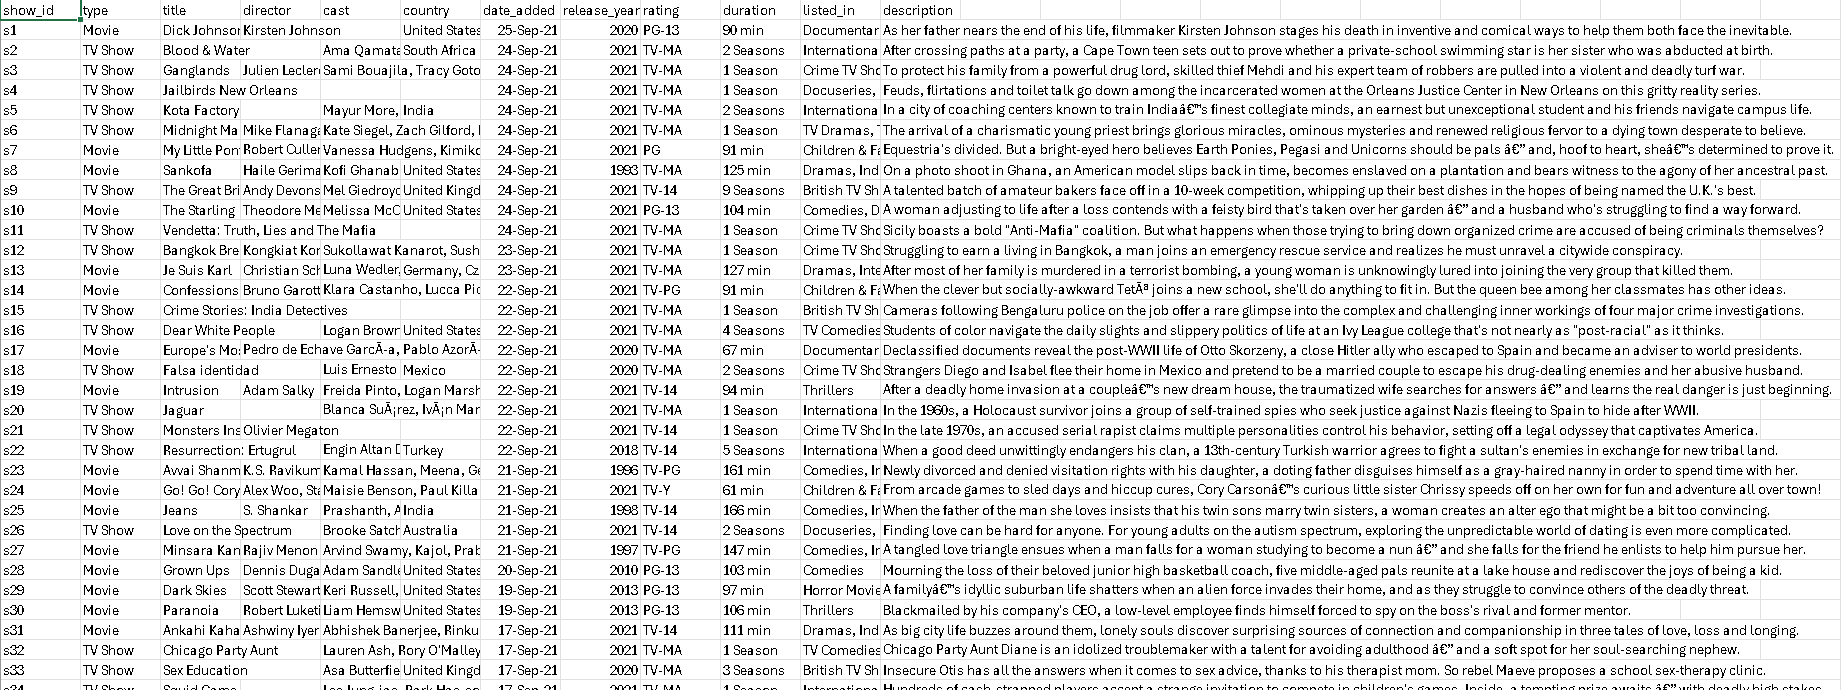 show_id type title director cast country date_added release_year rating duration listed_in description
s1 Movie Dick Johnson Kirsten Johnson United States 25-Sep-21 2020 PG-13 90 min Documentar As her father nears the end of his life, filmmaker Kirsten Johnson stages his death in inventive and comical ways to help them both face the inevitable.
s2 TV Show Blood & Water Ama Qamata South Africa 24-Sep-21 2021 TV-MA 2 Seasons Internationa After crossing paths at a party, a Cape Town teen sets out to prove whether a private-school swimming star is her sister who was abducted at birth.
s3 TV Show Ganglands Julien Lecler Sami Bouajila, Tracy Goto 24-Sep-21 2021 TV-MA 1 Season Crime TV Sho To protect his family from a powerful drug lord, skilled thief Mehdi and his expert team of robbers are pulled into a violent and deadly turf war.
s4 TV Show Jailbirds New Orleans 24-Sep-21 2021 TV-MA 1 Season Docuseries, Feuds, flirtations and toilet talk go down among the incarcerated women at the Orleans Justice Center in New Orleans on this gritty reality series.
s5 TV Show Kota Factory Mayur More, India 24-Sep-21 2021 TV-MA 2 Seasons Internationa In a city of coaching centers known to train Indiaâ€™s finest collegiate minds, an earnest but unexceptional student and his friends navigate campus life.
s6 TV Show Midnight Ma Mike Flanaga Kate Siegel, Zach Gilford, 24-Sep-21 2021 TV-MA 1 Season TV Dramas, The arrival of a charismatic young priest brings glorious miracles, ominous mysteries and renewed religious fervor to a dying town desperate to believe.
s7 Movie My Little Pon Robert Culler Vanessa Hudgens, Kimiko 24-Sep-21 2021 PG 91 min Children & Fa Equestria's divided. But a bright-eyed hero believes Earth Ponies, Pegasi and Unicorns should be pals â€” and, hoof to heart, sheâ€™s determined to prove it.
s8 Movie Sankofa Haile Gerima Kofi Ghanab United States 24-Sep-21 1993 TV-MA 125 min Dramas, Ind On a photo shoot in Ghana, an American model slips back in time, becomes enslaved on a plantation and bears witness to the agony of her ancestral past.
s9 TV Show The Great Bri Andy Devons Mel Giedroyc United Kingd 24-Sep-21 2021 TV-14 9 Seasons British TV Sh A talented batch of amateur bakers face off in a 10-week competition, whipping up their best dishes in the hopes of being named the U.K.'s best.
s10 Movie The Starling Theodore Me Melissa McC United States 24-Sep-21 2021 PG-13 104 min Comedies, D A woman adjusting to life after a loss contends with a feisty bird that's taken over her garden â€” and a husband who's struggling to find a way forward.
s11 TV Show Vendetta: Truth, Lies and The Mafia 24-Sep-21 2021 TV-MA 1 Season Crime TV Sho Sicily boasts a bold "Anti-Mafia" coalition. But what happens when those trying to bring down organized crime are accused of being criminals themselves?
s12 TV Show Bangkok Bre Kongkiat Kor Sukollawat Kanarot, Sush 23-Sep-21 2021 TV-MA 1 Season Crime TV Sho Struggling to earn a living in Bangkok, a man joins an emergency rescue service and realizes he must unravel a citywide conspiracy.
s13 Movie Je Suis Karl Christian Sch Luna Wedler, Germany, Cz 23-Sep-21 2021 TV-MA 127 min Dramas, Inte After most of her family is murdered in a terrorist bombing, a young woman is unknowingly lured into joining the very group that killed them.
s14 Movie Confessions Bruno Garott Klara Castanho, Lucca Pic 22-Sep-21 2021 TV-PG 91 min Children & Fa When the clever but socially-awkward TetÃª joins a new school, she'll do anything to fit in. But the queen bee among her classmates has other ideas.
s15 TV Show Crime Stories: India Detectives 22-Sep-21 2021 TV-MA 1 Season British TV Sh Cameras following Bengaluru police on the job offer a rare glimpse into the complex and challenging inner workings of four major crime investigations.
s16 TV Show Dear White People Logan Brown United States 22-Sep-21 2021 TV-MA 4 Seasons TV Comedies Students of color navigate the daily slights and slippery politics of life at an Ivy League college that's not nearly as "post-racial" as it thinks.
s17 Movie Europe's Mos Pedro de Echave GarcÃ­a, Pablo AzorÃ­ 22-Sep-21 2020 TV-MA 67 min Documentar Declassified documents reveal the post-WWII life of Otto Skorzeny, a close Hitler ally who escaped to Spain and became an adviser to world presidents.
s18 TV Show Falsa identidad Luis Ernesto Mexico 22-Sep-21 2020 TV-MA 2 Seasons Crime TV Sho Strangers Diego and Isabel flee their home in Mexico and pretend to be a married couple to escape his drug-dealing enemies and her abusive husband.
s19 Movie Intrusion Adam Salky Freida Pinto, Logan Marsh 22-Sep-21 2021 TV-14 94 min Thrillers After a deadly home invasion at a coupleâ€™s new dream house, the traumatized wife searches for answers â€” and learns the real danger is just beginning.
s20 TV Show Jaguar Blanca SuÃ¡rez, IvÃ¡n Mar 22-Sep-21 2021 TV-MA 1 Season Internationa In the 1960s, a Holocaust survivor joins a group of self-trained spies who seek justice against Nazis fleeing to Spain to hide after WWII.
s21 TV Show Monsters Ins Olivier Megaton 22-Sep-21 2021 TV-14 1 Season Crime TV Sho In the late 1970s, an accused serial rapist claims multiple personalities control his behavior, setting off a legal odyssey that captivates America.
s22 TV Show Resurrection: Ertugrul Engin Altan D Turkey 22-Sep-21 2018 TV-14 5 Seasons Internationa When a good deed unwittingly endangers his clan, a 13th-century Turkish warrior agrees to fight a sultan's enemies in exchange for new tribal land.
s23 Movie Avvai Shanm K.S. Ravikum Kamal Hassan, Meena, Ge 21-Sep-21 1996 TV-PG 161 min Comedies, In Newly divorced and denied visitation rights with his daughter, a doting father disguises himself as a gray-haired nanny in order to spend time with her.
s24 Movie Go! Go! Cory Alex Woo, Sta Maisie Benson, Paul Killa 21-Sep-21 2021 TV-Y 61 min Children & Fa From arcade games to sled days and hiccup cures, Cory Carsonâ€™s curious little sister Chrissy speeds off on her own for fun and adventure all over town!
s25 Movie Jeans S. Shankar Prashanth, A India 21-Sep-21 1998 TV-14 166 min Comedies, In When the father of the man she loves insists that his twin sons marry twin sisters, a woman creates an alter ego that might be a bit too convincing.
s26 TV Show Love on the Spectrum Brooke Satch Australia 21-Sep-21 2021 TV-14 2 Seasons Docuseries, Finding love can be hard for anyone. For young adults on the autism spectrum, exploring the unpredictable world of dating is even more complicated.
s27 Movie Minsara Kan Rajiv Menon Arvind Swamy, Kajol, Prab 21-Sep-21 1997 TV-PG 147 min Comedies, In A tangled love triangle ensues when a man falls for a woman studying to become a nun â€” and she falls for the friend he enlists to help him pursue her.
s28 Movie Grown Ups Dennis Duga Adam Sandle United States 20-Sep-21 2010 PG-13 103 min Comedies Mourning the loss of their beloved junior high basketball coach, five middle-aged pals reunite at a lake house and rediscover the joys of being a kid.
s29 Movie Dark Skies Scott Stewart Keri Russell, United States 19-Sep-21 2013 PG-13 97 min Horror Movie A familyâ€™s idyllic suburban life shatters when an alien force invades their home, and as they struggle to convince others of the deadly threat.
s30 Movie Paranoia Robert Luketi Liam Hemsw United States 19-Sep-21 2013 PG-13 106 min Thrillers Blackmailed by his company's CEO, a low-level employee finds himself forced to spy on the boss's rival and former mentor.
s31 Movie Ankahi Kaha Ashwiny Iyer Abhishek Banerjee, Rinku 17-Sep-21 2021 TV-14 111 min Dramas, Ind As big city life buzzes around them, lonely souls discover surprising sources of connection and companionship in three tales of love, loss and longing.
s32 TV Show Chicago Party Aunt Lauren Ash, Rory O'Malley 17-Sep-21 2021 TV-MA 1 Season TV Comedies Chicago Party Aunt Diane is an idolized troublemaker with a talent for avoiding adulthood â€” and a soft spot for her soul-searching nephew.
s33 TV Show Sex Education Asa Butterfie United Kingd 17-Sep-21 2020 TV-MA 3 Seasons British TV Sh Insecure Otis has all the answers when it comes to sex advice, thanks to his therapist mom. So rebel Maeve proposes a school sex-therapy clinic.